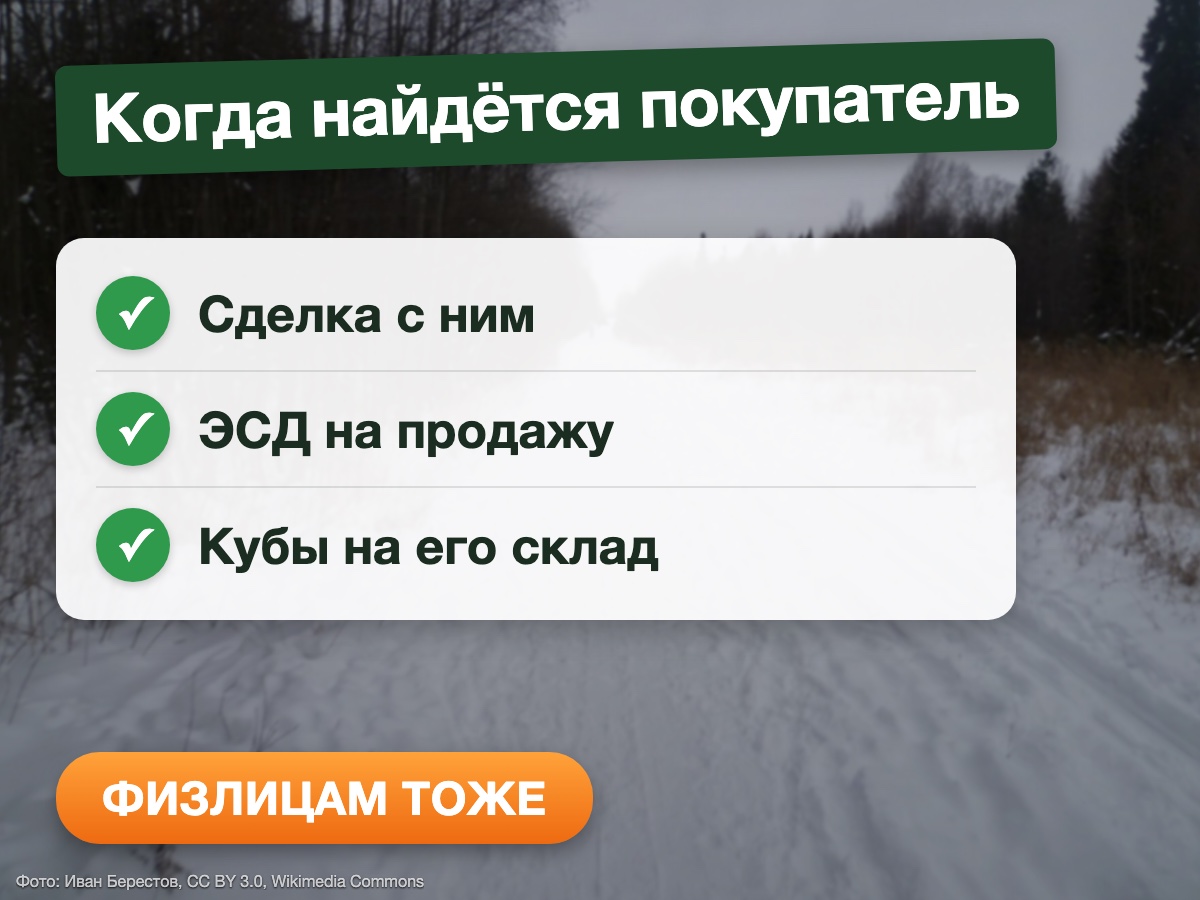 Когда найдётся покупатель
Сделка с ним
ЭСД на продажу
Кубы на его склад
ФИЗЛИЦАМ ТОЖЕ
Фото: Иван Берестов, CC BY 3.0, Wikimedia Commons